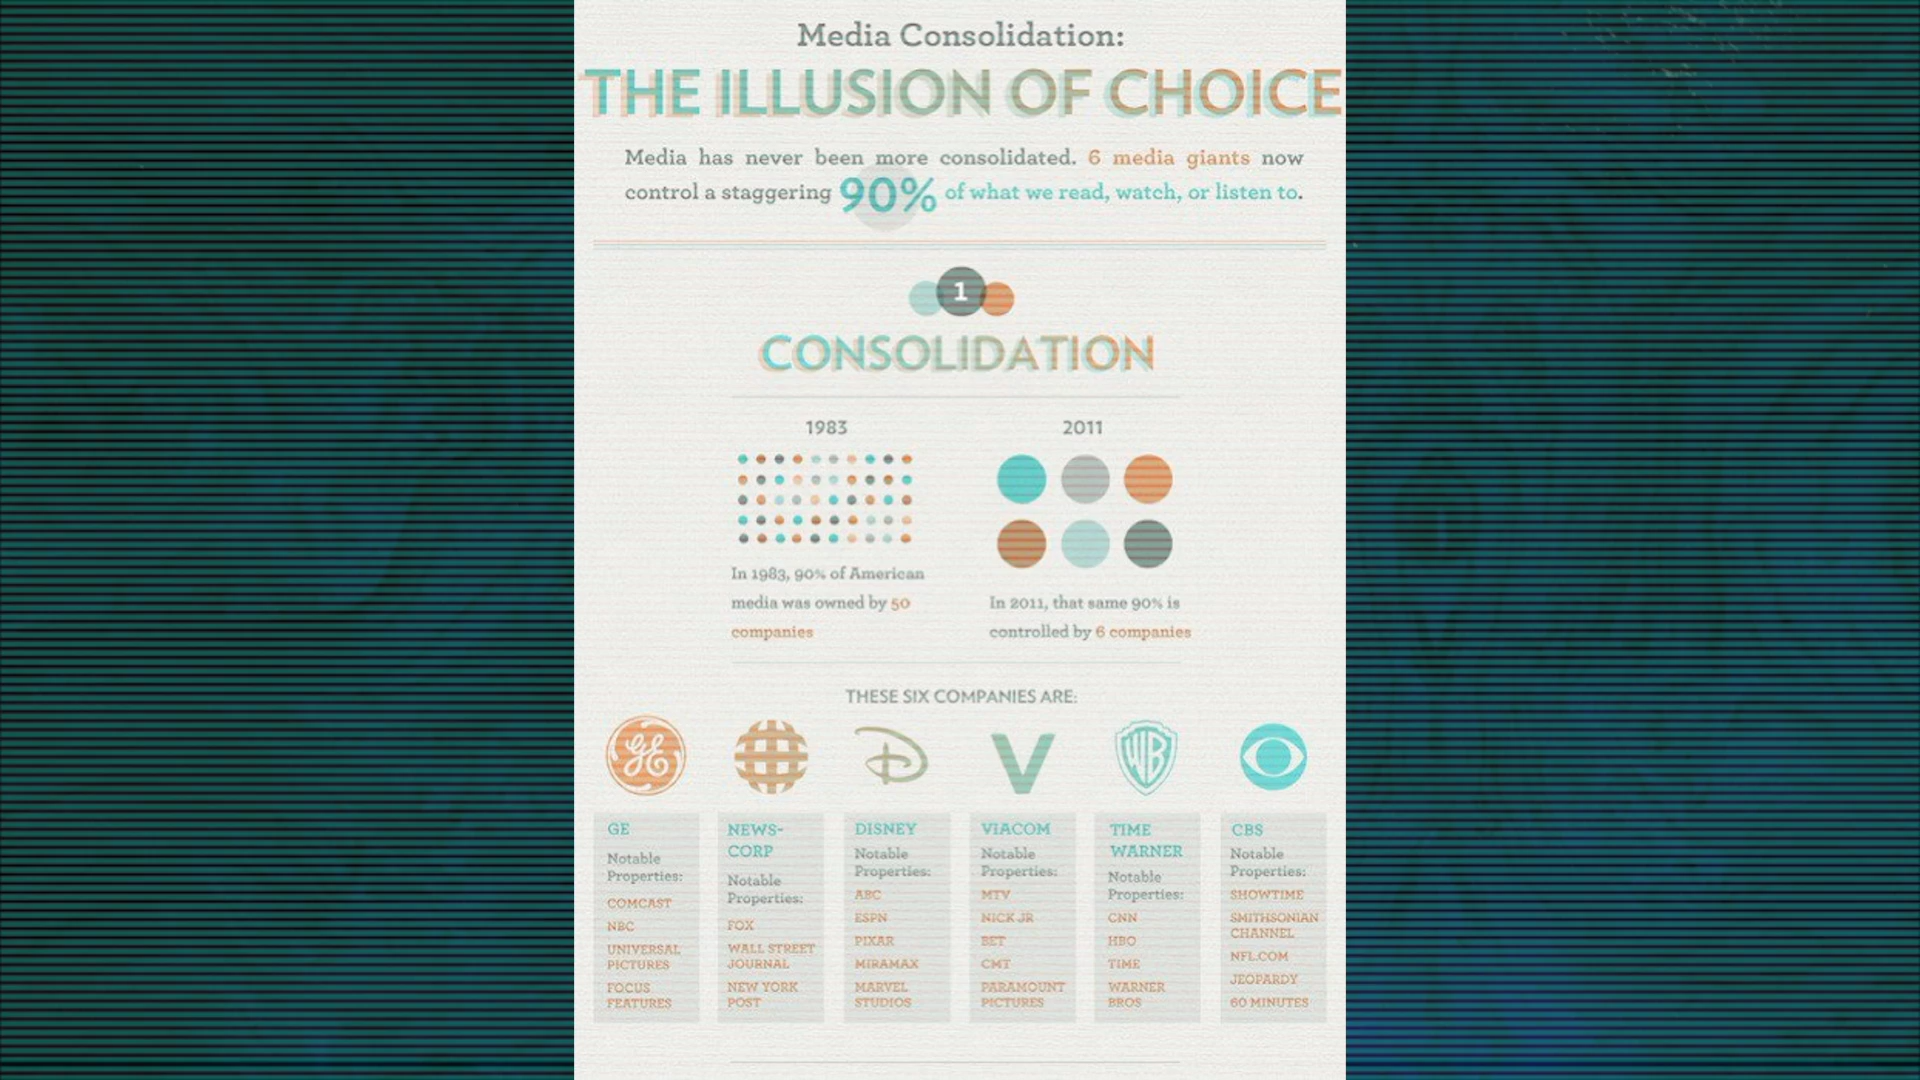 Media Consolidation:
THE ILLUSION OF CHOICE
Media has never been more consolidated. 6 media giants now
control a staggering 90% of what we read, watch, or listen to.
1
CONSOLIDATION
1983
In 1983, 90% of American
media was owned by 50
companies
2011
In 2011, that same 90% is
controlled by 6 companies
THESE SIX COMPANIES ARE:
GE
WB
GE
Notable
Properties:
COMCAST
NBC
UNIVERSAL
PICTURES
FOCUS
FEATURES
NEWS-
CORP
Notable
Properties:
FOX
WALL STREET
JOURNAL
NEW YORK
POST
DISNEY
Notable
Properties:
ABC
ESPN
PIXAR
MIRAMAX
MARVEL
STUDIOS
VIACOM
Notable
Properties:
MTV
NICK JR
BET
CMT
PARAMOUNT
PICTURES
TIME
WARNER
Notable
Properties:
CNN
HBO
TIME
WARNER
BROS
CBS
Notable
Properties:
SHOWTIME
SMITHSONIAN
CHANNEL
NFL.COM
JEOPARDY
60 MINUTES